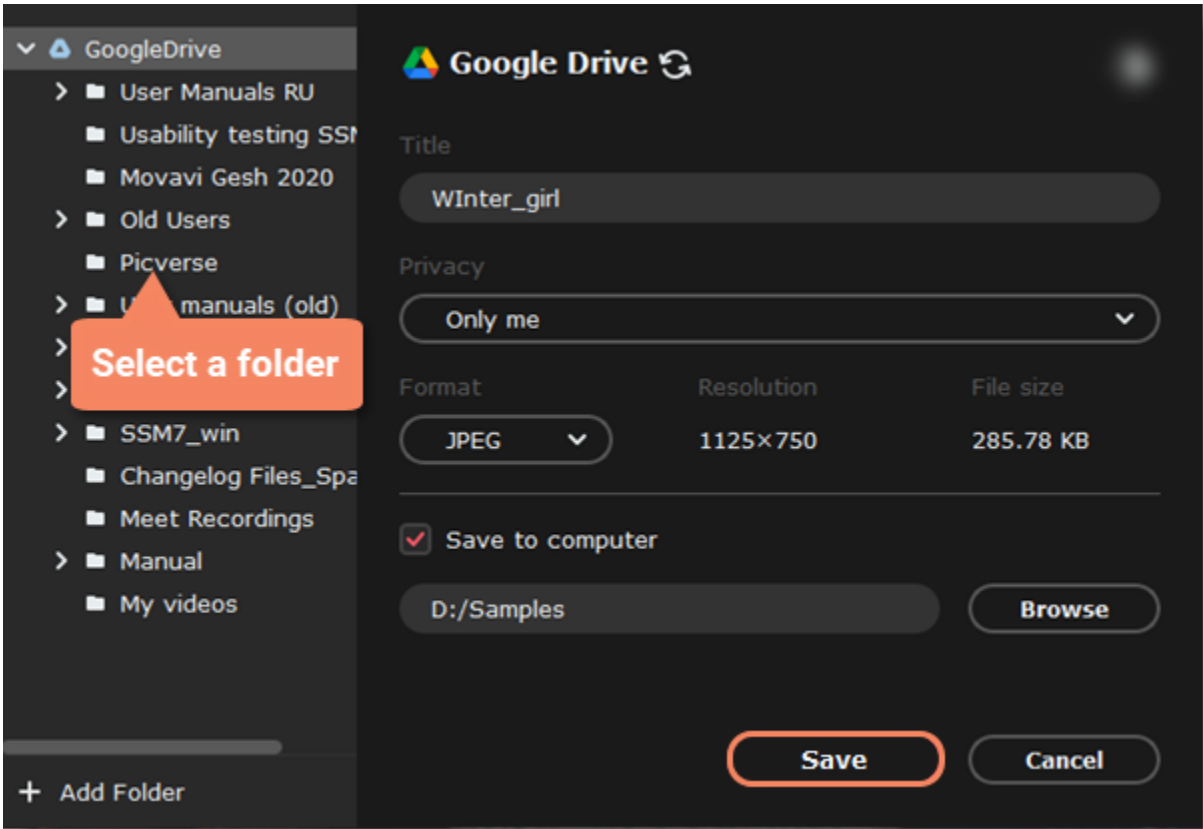 GoogleDrive
User Manuals RU
Usability testing SSM
Movavi Gesh 2020
Old Users
Picverse
manuals (old)
Select a folder
SSM7_win
Changelog Files_Spa
Meet Recordings
Manual
My videos
+ Add Folder
Google Drive
Title
WInter_girl
Privacy
Only me
Format Resolution File size
JPEG 1125×750 285.78 KB
Save to computer
D:/Samples Browse
Save Cancel